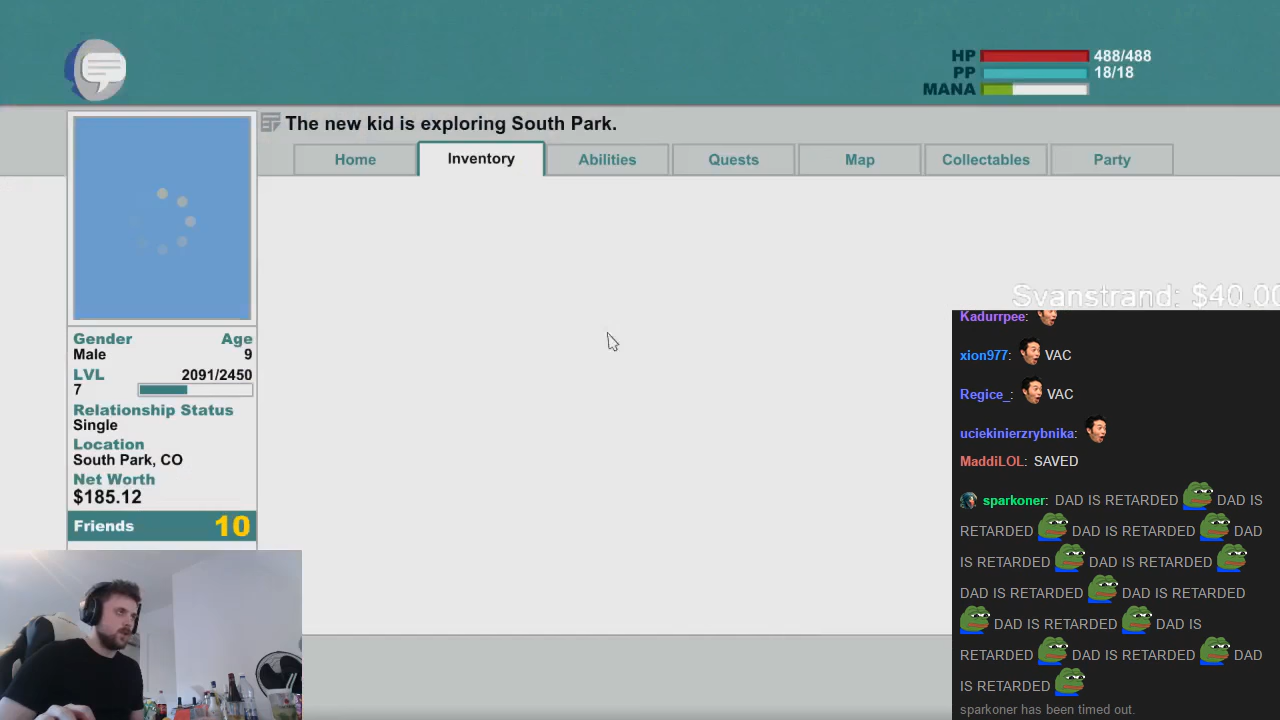 HP 488/488
PP 18/18
MANA
The new kid is exploring South Park.
Home Inventory Abilities Quests Map Collectables Party
Gender Age
Male 9
LVL 2091/2450
7
Relationship Status
Single
Location
South Park, CO
Net Worth
$185.12
Friends 10
Svanstrand: $40.00
Kadurrpee:
xion977: VAC
Regice_: VAC
uciekinierzrybnika:
MaddiLOL: SAVED
sparkoner: DAD IS RETARDED DAD IS
RETARDED DAD IS RETARDED DAD
IS RETARDED DAD IS RETARDED
DAD IS RETARDED DAD IS RETARDED
DAD IS RETARDED DAD IS
RETARDED DAD IS RETARDED DAD
IS RETARDED
sparkoner has been timed out.